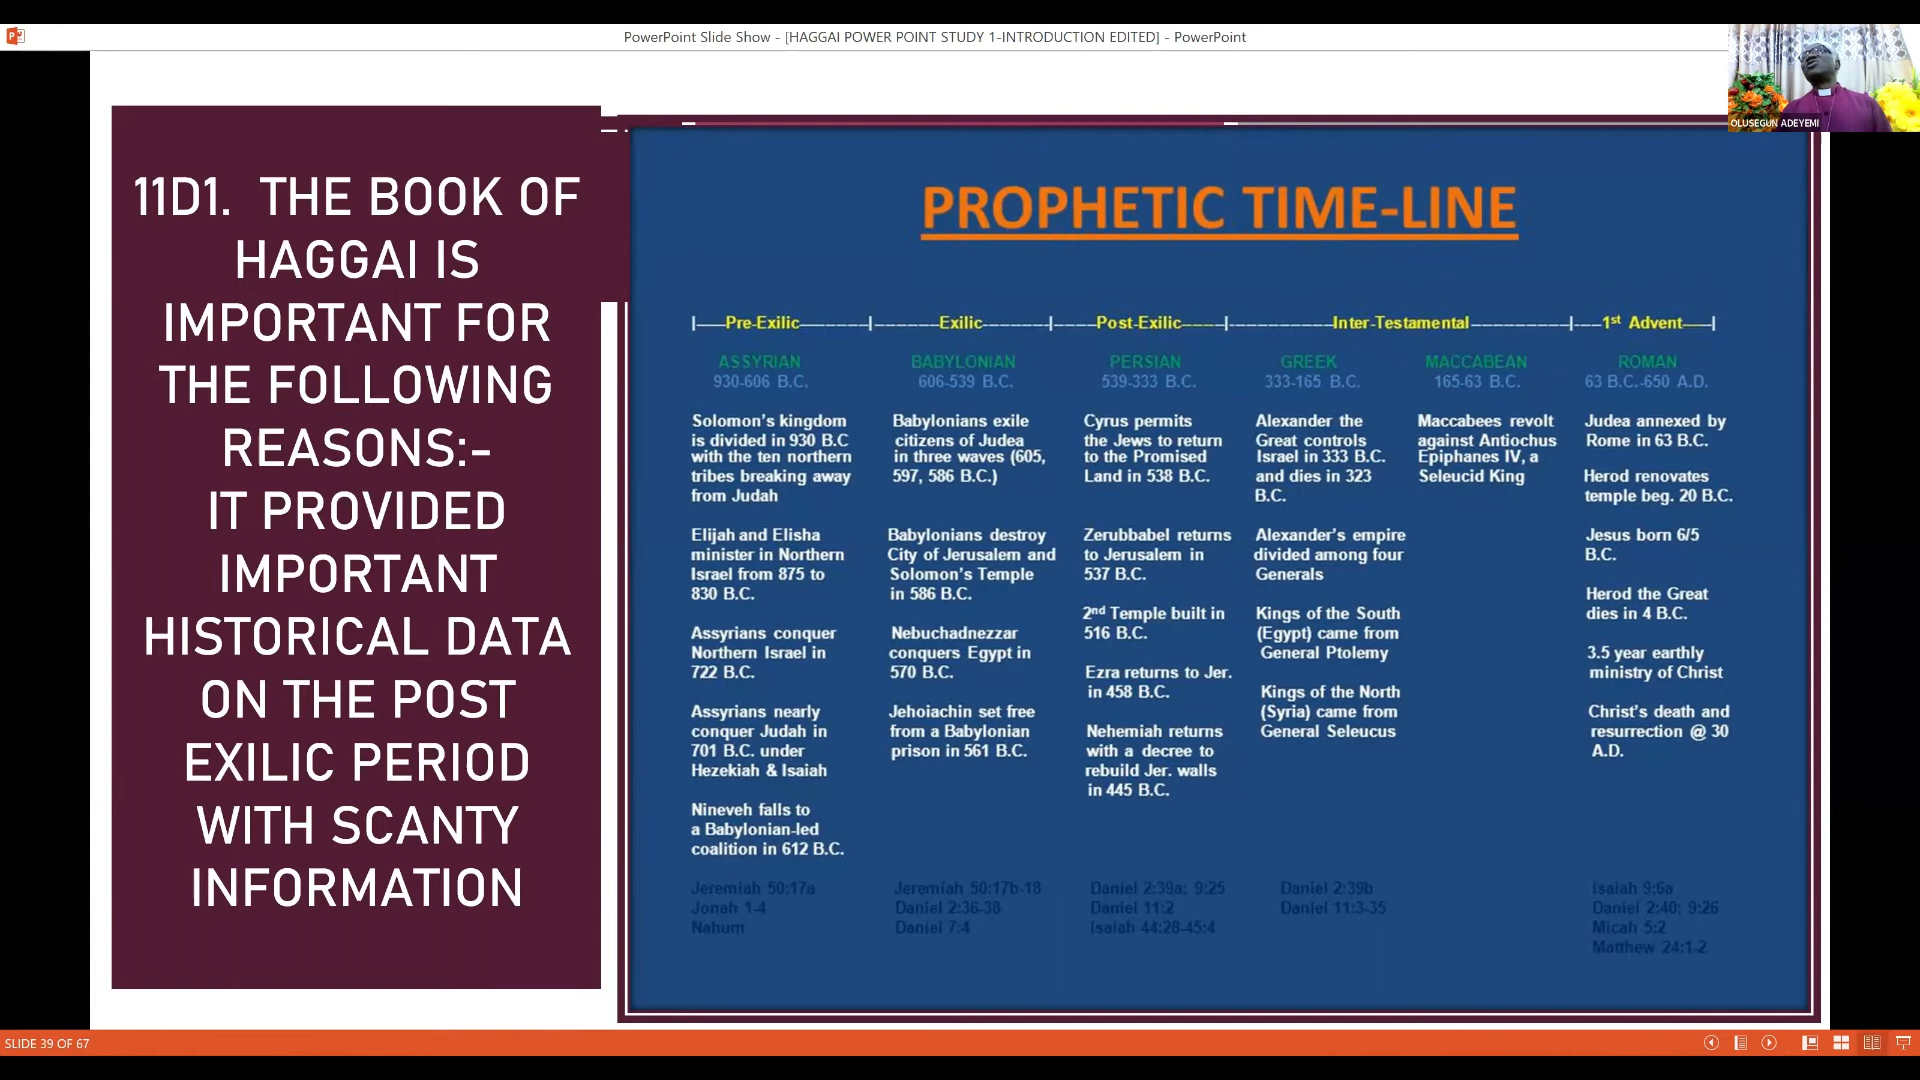 PowerPoint Slide Show - [HAGGAI POWER POINT STUDY 1-INTRODUCTION EDITED] - PowerPoint
OLUSEGUN ADEYEMI
11D1. THE BOOK OF
HAGGAI IS
IMPORTANT FOR
THE FOLLOWING
REASONS:-
IT PROVIDED
IMPORTANT
HISTORICAL DATA
ON THE POST
EXILIC PERIOD
WITH SCANTY
INFORMATION
PROPHETIC TIME-LINE
|-----Pre-Exilic------------|------------Exilic------------|-------Post-Exilic-------|------------------Inter-Testamental-----------------|-----1st Advent-----|
ASSYRIAN
930-606 B.C.
Solomon's kingdom
is divided in 930 B.C
with the ten northern
tribes breaking away
from Judah
Elijah and Elisha
minister in Northern
Israel from 875 to
830 B.C.
Assyrians conquer
Northern Israel in
722 B.C.
Assyrians nearly
conquer Judah in
701 B.C. under
Hezekiah & Isaiah
Nineveh falls to
a Babylonian-led
coalition in 612 B.C.
Jeremiah 50:17a
Jonah 1-4
Nahum
BABYLONIAN
606-539 B.C.
Babylonians exile
citizens of Judea
in three waves (605,
597, 586 B.C.)
Babylonians destroy
City of Jerusalem and
Solomon's Temple
in 586 B.C.
Nebuchadnezzar
conquers Egypt in
570 B.C.
Jehoiachin set free
from a Babylonian
prison in 561 B.C.
Jeremiah 50:17b-18
Daniel 2:36-38
Daniel 7:4
PERSIAN
539-333 B.C.
Cyrus permits
the Jews to return
to the Promised
Land in 538 B.C.
Zerubbabel returns
to Jerusalem in
537 B.C.
2nd Temple built in
516 B.C.
Ezra returns to Jer.
in 458 B.C.
Nehemiah returns
with a decree to
rebuild Jer. walls
in 445 B.C.
Daniel 2:39a; 9:25
Daniel 11:2
Isaiah 44:28-45:4
GREEK
333-165 B.C.
Alexander the
Great controls
Israel in 333 B.C.
and dies in 323
B.C.
Alexander's empire
divided among four
Generals
Kings of the South
(Egypt) came from
General Ptolemy
Kings of the North
(Syria) came from
General Seleucus
Daniel 2:39b
Daniel 11:3-35
MACCABEAN
165-63 B.C.
Maccabees revolt
against Antiochus
Epiphanes IV, a
Seleucid King
ROMAN
63 B.C.-650 A.D.
Judea annexed by
Rome in 63 B.C.
Herod renovates
temple beg. 20 B.C.
Jesus born 6/5
B.C.
Herod the Great
dies in 4 B.C.
3.5 year earthly
ministry of Christ
Christ's death and
resurrection @ 30
A.D.
Isaiah 9:6a
Daniel 2:40; 9:26
Micah 5:2
Matthew 24:1-2
SLIDE 39 OF 67